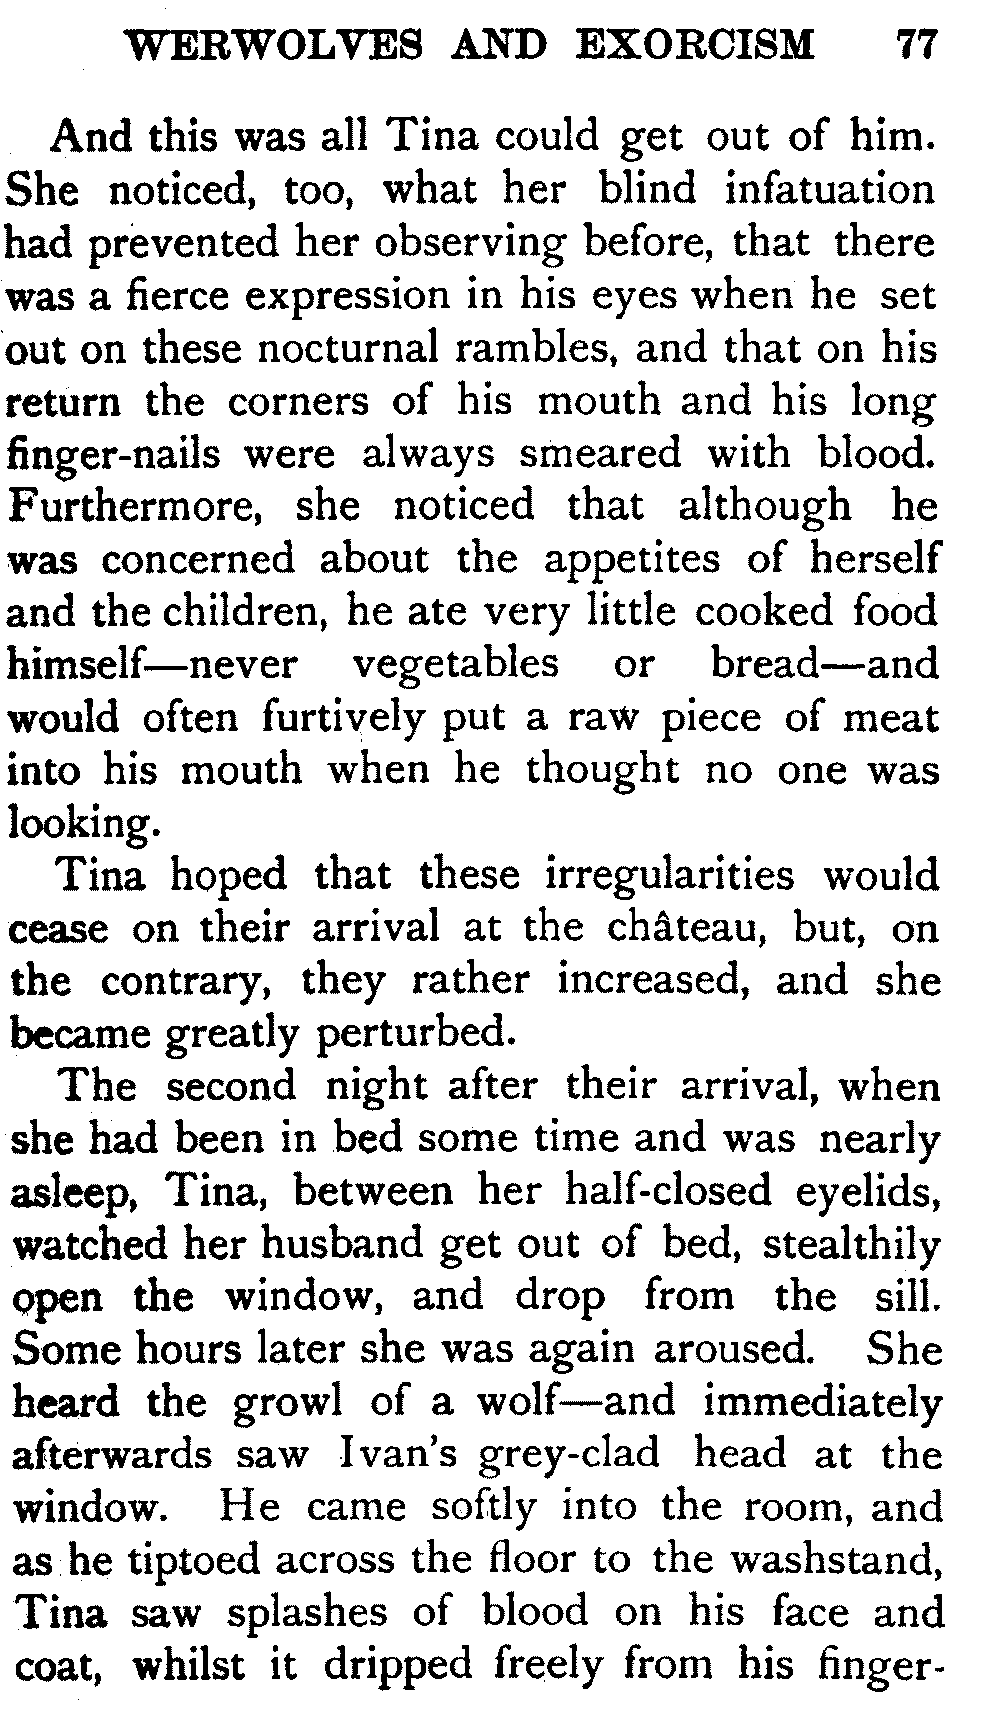 WERWOLVES AND EXORCISM 77
And this was all Tina could get out of him.
She noticed, too, what her blind infatuation
had prevented her observing before, that there
was a fierce expression in his eyes when he set
out on these nocturnal rambles, and that on his
return the corners of his mouth and his long
finger-nails were always smeared with blood.
Furthermore, she noticed that although he
was concerned about the appetites of herself
and the children, he ate very little cooked food
himself—never vegetables or bread—and
would often furtively put a raw piece of meat
into his mouth when he thought no one was
looking.
Tina hoped that these irregularities would
cease on their arrival at the château, but, on
the contrary, they rather increased, and she
became greatly perturbed.
The second night after their arrival, when
she had been in bed some time and was nearly
asleep, Tina, between her half-closed eyelids,
watched her husband get out of bed, stealthily
open the window, and drop from the sill.
Some hours later she was again aroused. She
heard the growl of a wolf—and immediately
afterwards saw Ivan's grey-clad head at the
window. He came softly into the room, and
as he tiptoed across the floor to the washstand,
Tina saw splashes of blood on his face and
coat, whilst it dripped freely from his finger-